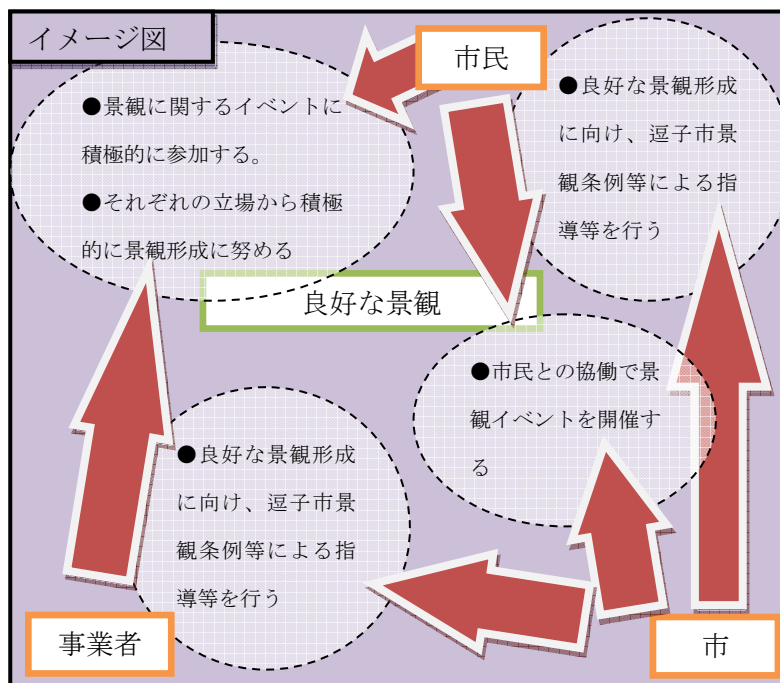 イメージ図
市民
●景観に関するイベントに
積極的に参加する。
●それぞれの立場から積極
的に景観形成に努める
●良好な景観形成
に向け、逗子市景
観条例等による指
導等を行う
良好な景観
●市民との協働で景
観イベントを開催す
る
●良好な景観形成
に向け、逗子市景
観条例等による指
導等を行う
事業者
市